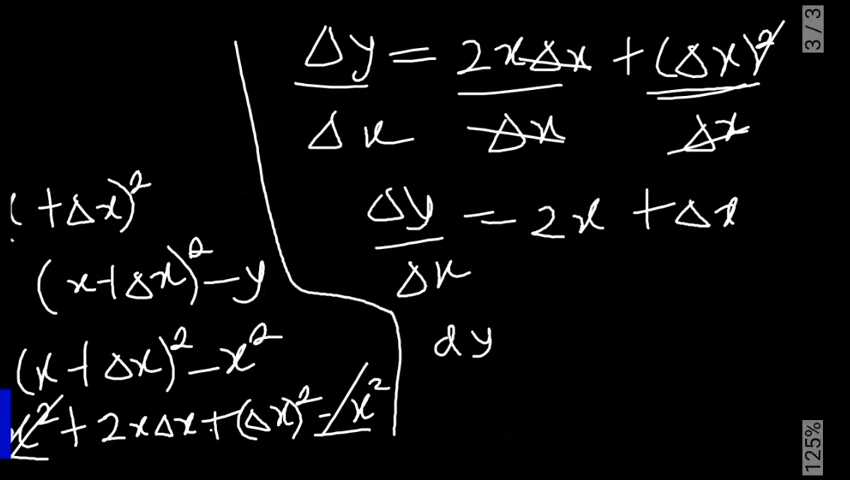 ( + Δx)²
(x + Δx)² - y
(x + Δx)² - x²
x² + 2xΔx + (Δx)² - x²
Δy/Δx = 2xΔx/Δx + (Δx)²/Δx
Δy/Δx = 2x + Δx
dy
3 / 3
125%